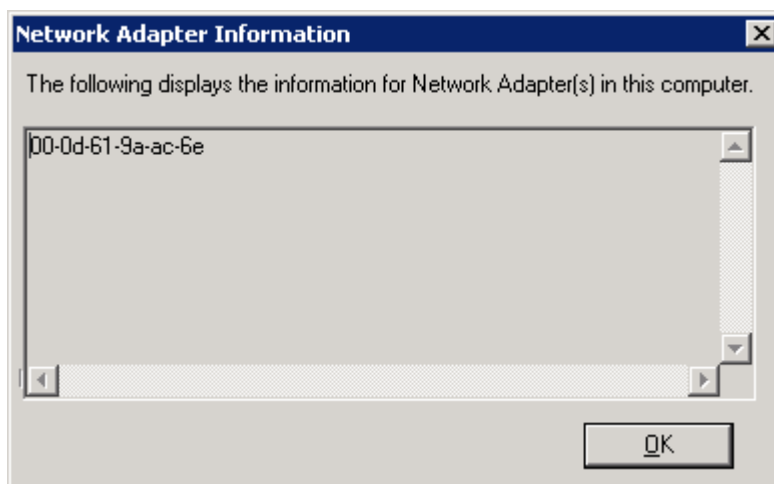 Network Adapter Information
The following displays the information for Network Adapter(s) in this computer.
00-0d-61-9a-ac-6e
OK